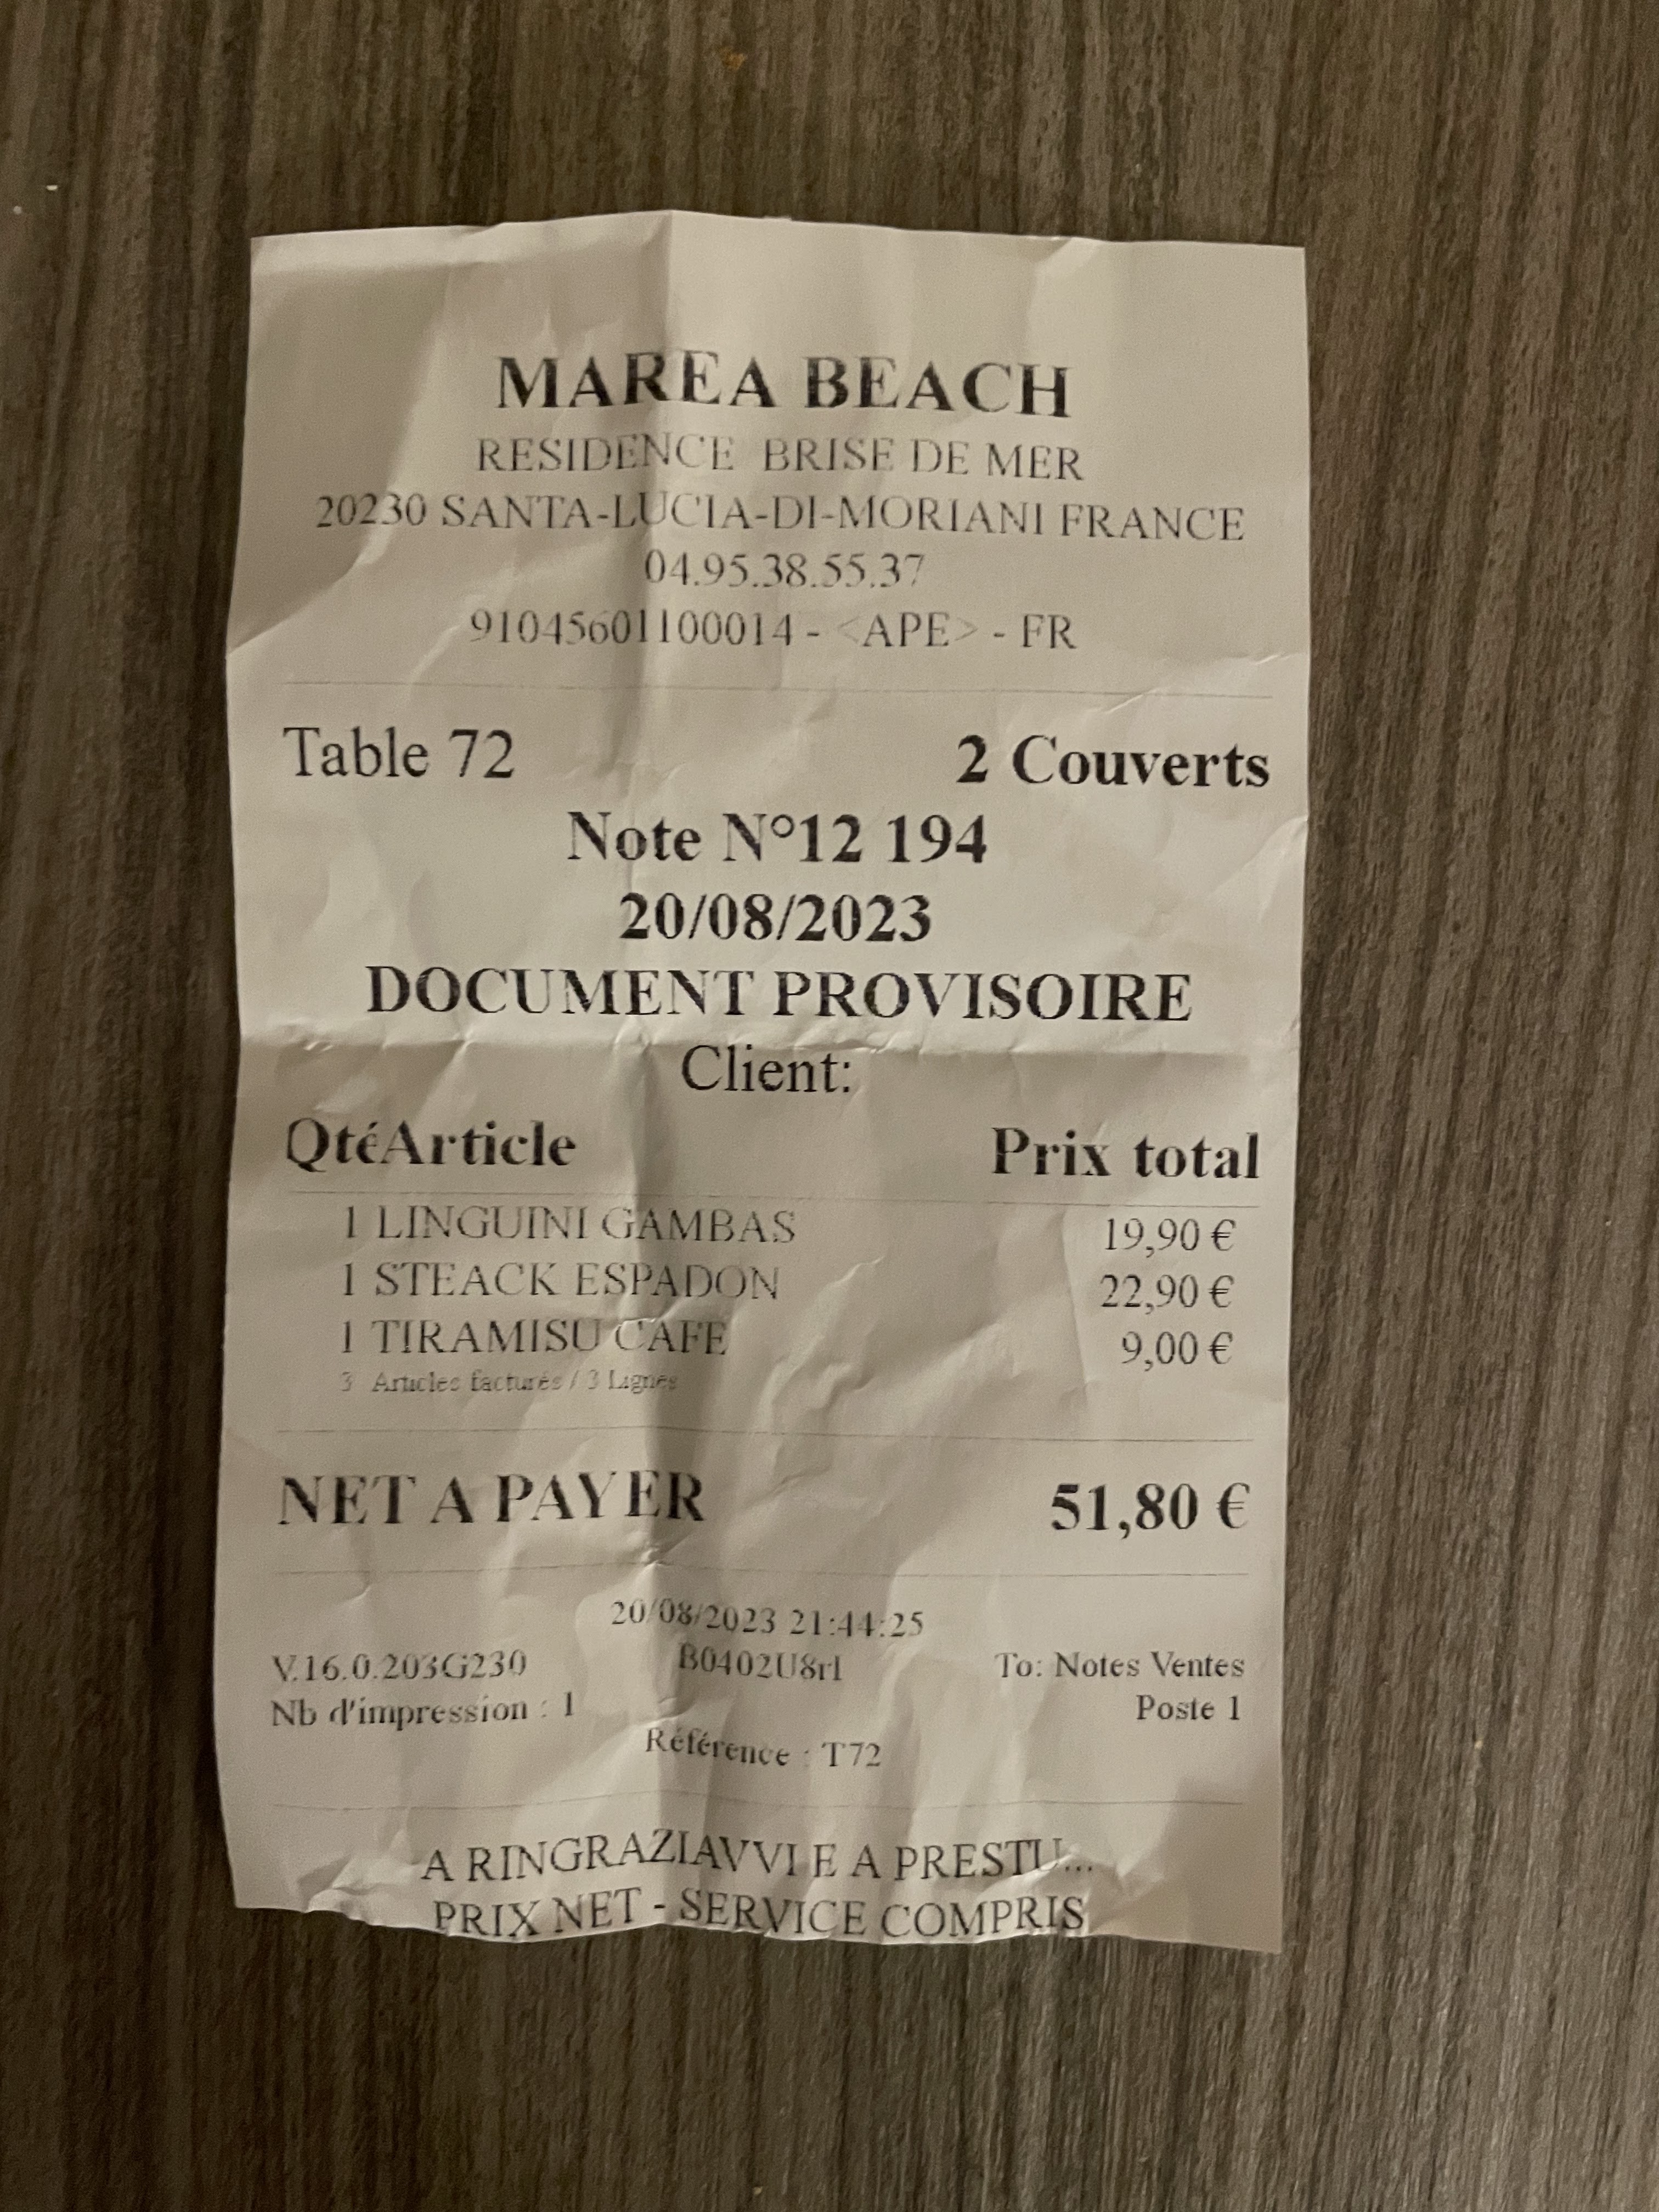 MAREA BEACH
RESIDENCE BRISE DE MER
20230 SANTA-LUCIA-DI-MORIANI FRANCE
04.95.38.55.37
91045601100014 - <APE> - FR
Table 72 2 Couverts
Note N°12 194
20/08/2023
DOCUMENT PROVISOIRE
Client:
QtéArticle Prix total
1 LINGUINI GAMBAS 19,90 €
1 STEACK ESPADON 22,90 €
1 TIRAMISU CAFE 9,00 €
3 Articles facturés / 3 Lignes
NET A PAYER 51,80 €
20/08/2023 21:44:25
V.16.0.203G230 B0402U8rl To: Notes Ventes
Nb d'impression : 1 Poste 1
Référence : T72
A RINGRAZIAVVI E A PRESTU...
PRIX NET - SERVICE COMPRIS